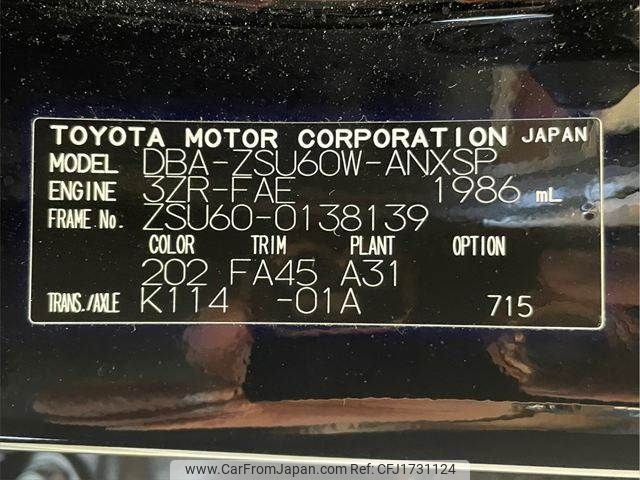 TOYOTA MOTOR CORPORATION JAPAN
MODEL DBA-ZSU60W-ANXSP
ENGINE 3ZR-FAE 1986 mL
FRAME No. ZSU60-0138139
COLOR TRIM PLANT OPTION
202 FA45 A31
TRANS./AXLE K114 -01A 715
www.CarFromJapan.com - CFJ1731124